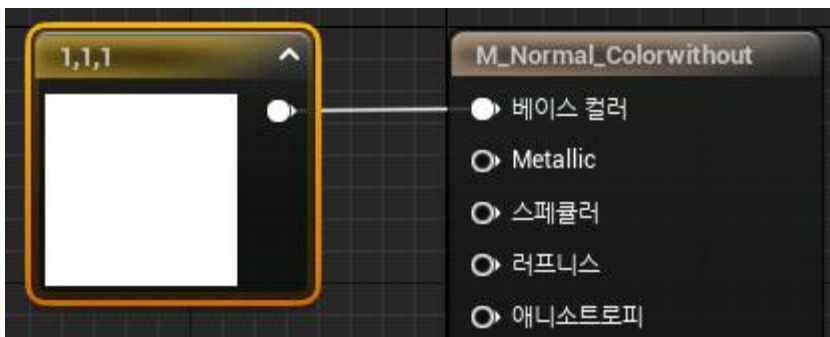 1,1,1
M_Normal_Colorwithout
베이스 컬러
Metallic
스페큘러
러프니스
애니소트로피